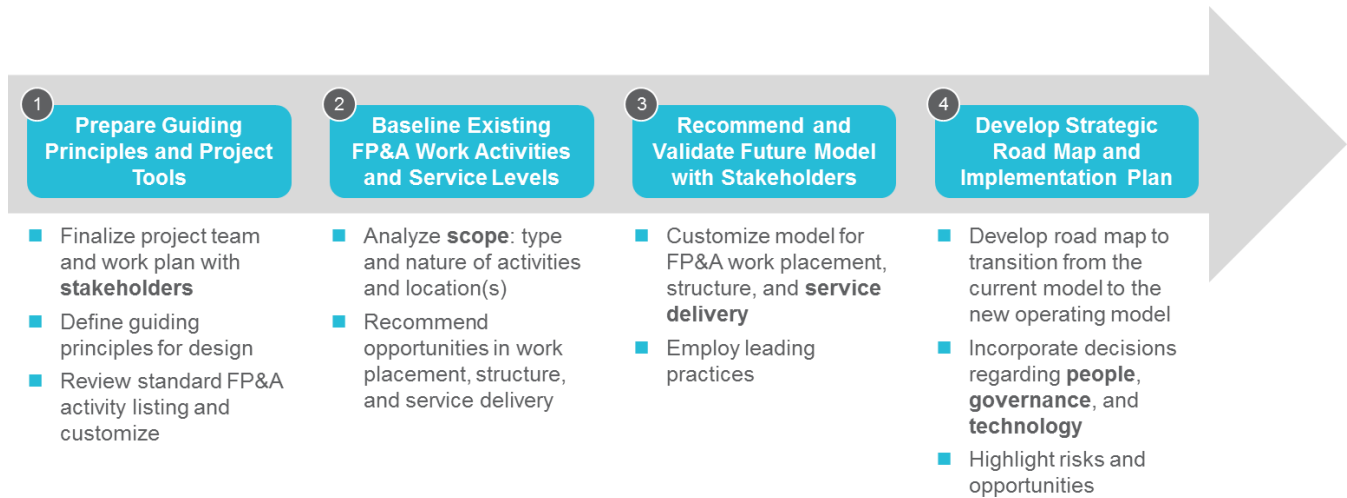 1
Prepare Guiding
Principles and Project
Tools
Finalize project team
and work plan with
stakeholders
Define guiding
principles for design
Review standard FP&A
activity listing and
customize
2
Baseline Existing
FP&A Work Activities
and Service Levels
Analyze scope: type
and nature of activities
and location(s)
Recommend
opportunities in work
placement, structure,
and service delivery
3
Recommend and
Validate Future Model
with Stakeholders
Customize model for
FP&A work placement,
structure, and service
delivery
Employ leading
practices
4
Develop Strategic
Road Map and
Implementation Plan
Develop road map to
transition from the
current model to the
new operating model
Incorporate decisions
regarding people,
governance, and
technology
Highlight risks and
opportunities